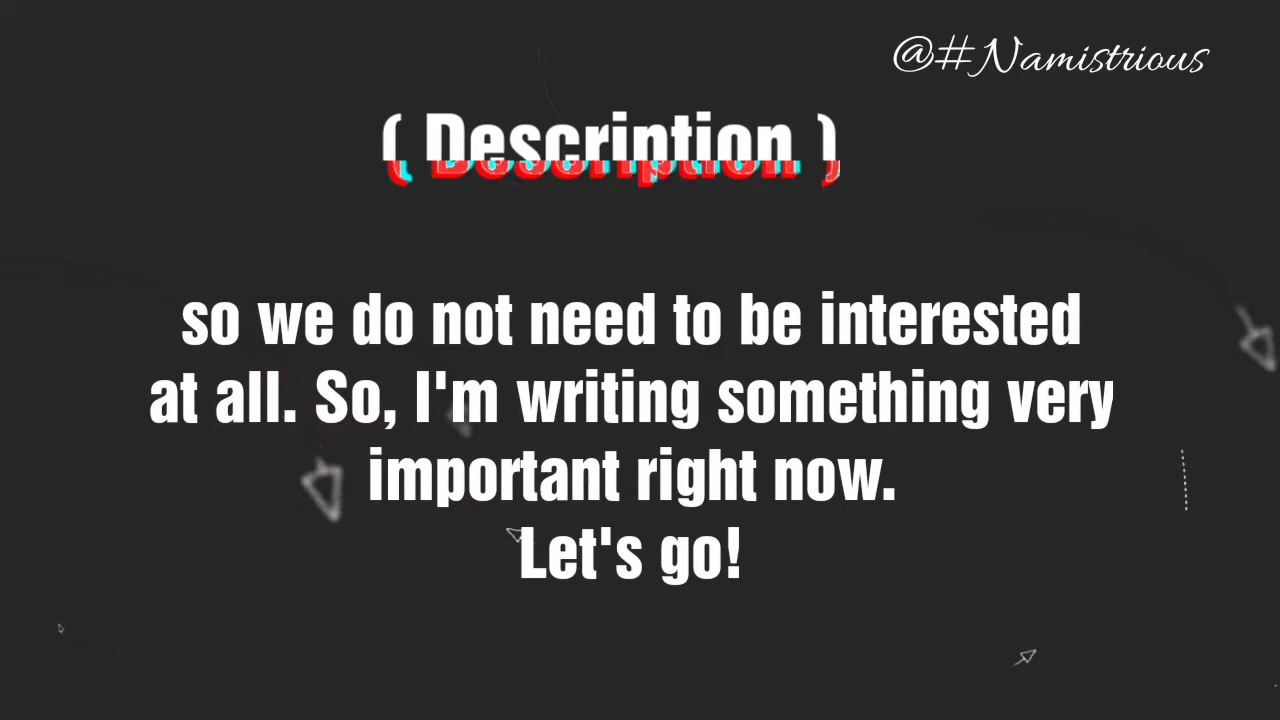 @#Namistrious
( Description )
so we do not need to be interested
at all. So, I'm writing something very
important right now.
Let's go!